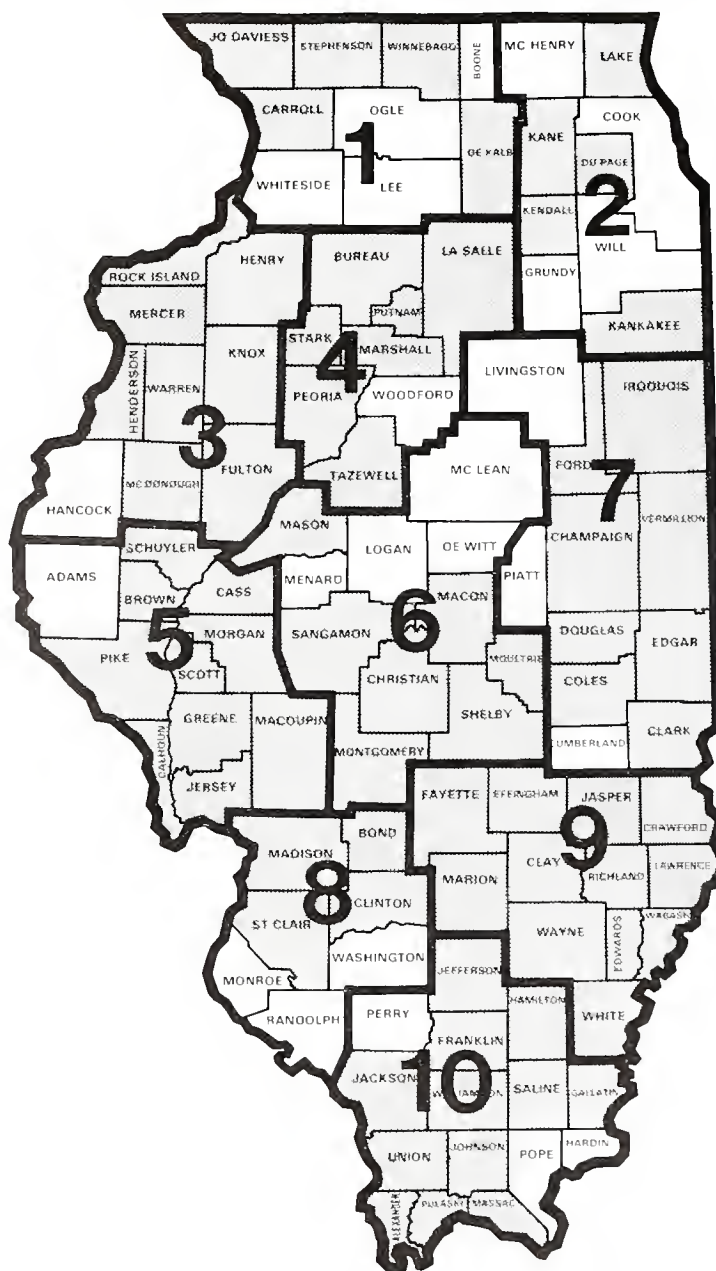 JO DAVIESS
STEPHENSON
WINNEBAGO
BOONE
MC HENRY
LAKE
CARROLL
OGLE
DE KALB
KANE
COOK
DU PAGE
1
2
WHITESIDE
LEE
KENDALL
WILL
GRUNDY
KANKAKEE
ROCK ISLAND
HENRY
BUREAU
LA SALLE
PUTNAM
MERCER
STARK
MARSHALL
KNOX
4
LIVINGSTON
IROQUOIS
HENDERSON
WARREN
PEORIA
WOODFORD
3
FULTON
TAZEWELL
MC LEAN
FORD
7
HANCOCK
MCDONOUGH
MASON
VERMILION
SCHUYLER
LOGAN
DE WITT
CHAMPAIGN
ADAMS
CASS
MENARD
PIATT
BROWN
MACON
5
MORGAN
SANGAMON
6
DOUGLAS
EDGAR
PIKE
SCOTT
CHRISTIAN
MOULTRIE
COLES
GREENE
MACOUPIN
SHELBY
CALHOUN
MONTGOMERY
CUMBERLAND
CLARK
JERSEY
FAYETTE
EFFINGHAM
JASPER
CRAWFORD
BOND
MADISON
9
CLAY
RICHLAND
LAWRENCE
8
CLINTON
MARION
ST CLAIR
WAYNE
EDWARDS
WABASH
WASHINGTON
MONROE
JEFFERSON
HAMILTON
WHITE
RANDOLPH
PERRY
FRANKLIN
10
JACKSON
WILLIAMSON
SALINE
GALLATIN
UNION
JOHNSON
POPE
HARDIN
ALEXANDER
PULASKI
MASSAC